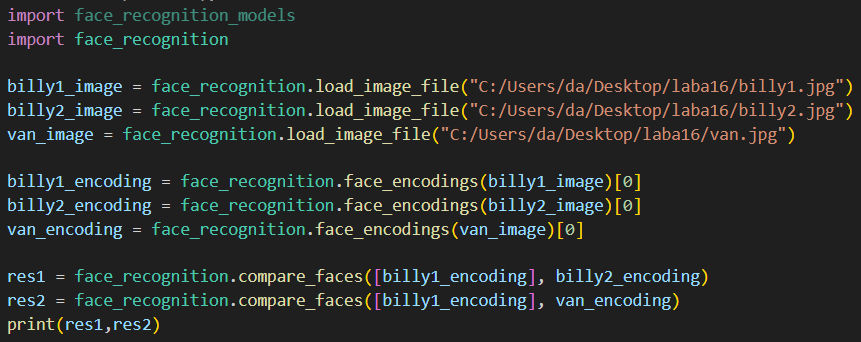 import face_recognition_models
import face_recognition
billy1_image = face_recognition.load_image_file("C:/Users/da/Desktop/laba16/billy1.jpg")
billy2_image = face_recognition.load_image_file("C:/Users/da/Desktop/laba16/billy2.jpg")
van_image = face_recognition.load_image_file("C:/Users/da/Desktop/laba16/van.jpg")
billy1_encoding = face_recognition.face_encodings(billy1_image)[0]
billy2_encoding = face_recognition.face_encodings(billy2_image)[0]
van_encoding = face_recognition.face_encodings(van_image)[0]
res1 = face_recognition.compare_faces([billy1_encoding], billy2_encoding)
res2 = face_recognition.compare_faces([billy1_encoding], van_encoding)
print(res1,res2)